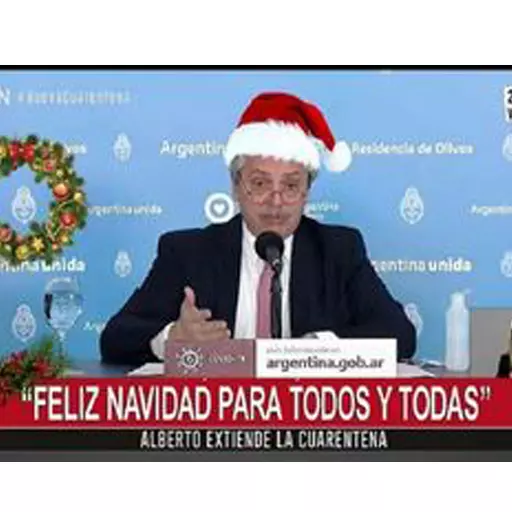 N #NUEVACUARENTENA
Argentina
Residencia de Olivos
Argentina unida
Argentina unida
Argentina unida
argentina.gob.ar
“FELIZ NAVIDAD PARA TODOS Y TODAS”
ALBERTO EXTIENDE LA CUARENTENA